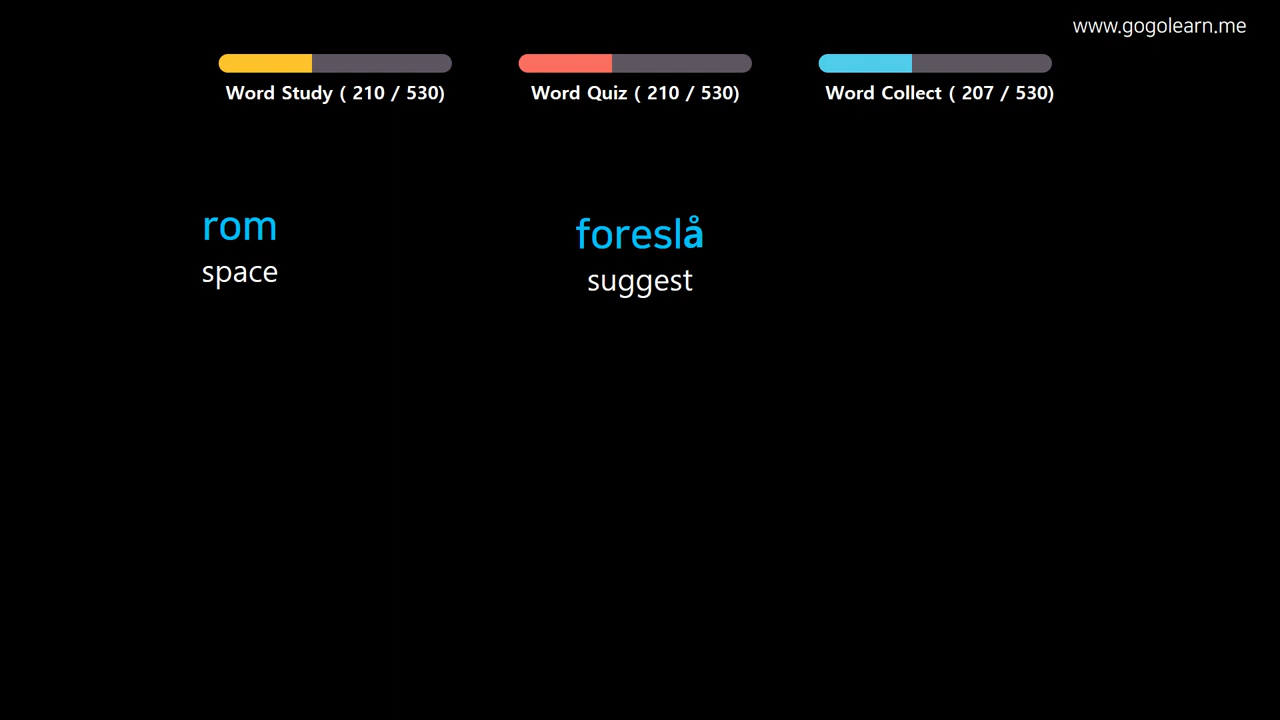 www.gogolearn.me
Word Study ( 210 / 530)
Word Quiz ( 210 / 530)
Word Collect ( 207 / 530)
rom
space
foreslå
suggest